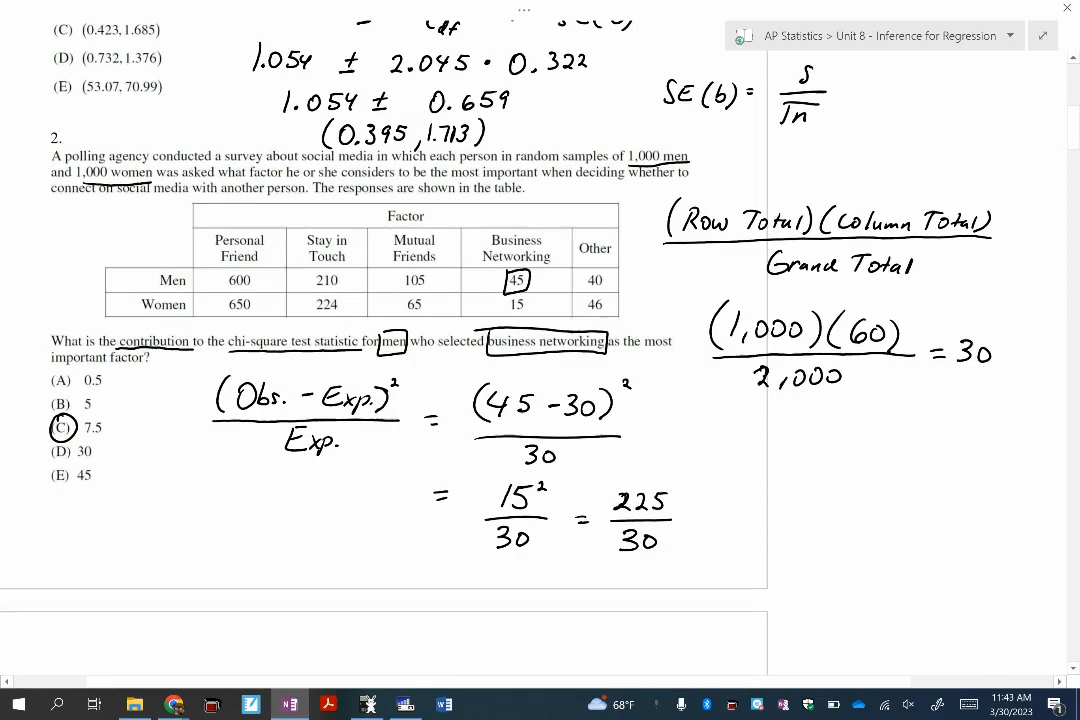 (C) (0.423, 1.685)
(D) (0.732, 1.376)
(E) (53.07, 70.99)
1.054 ± 2.045 · 0.322
1.054 ± 0.659
(0.395, 1.713)
AP Statistics > Unit 8 - Inference for Regression
SE(b) = s / √n
2.
A polling agency conducted a survey about social media in which each person in random samples of 1,000 men
and 1,000 women was asked what factor he or she considers to be the most important when deciding whether to
connect on social media with another person. The responses are shown in the table.
Factor
Personal Friend Stay in Touch Mutual Friends Business Networking Other
Men 600 210 105 45 40
Women 650 224 65 15 46
What is the contribution to the chi-square test statistic for men who selected business networking as the most
important factor?
(A) 0.5
(B) 5
(C) 7.5
(D) 30
(E) 45
(Obs. - Exp.)² / Exp. = (45 - 30)² / 30
= 15² / 30 = 225 / 30
(Row Total)(Column Total)
Grand Total
(1,000)(60) / 2,000 = 30
68°F
11:43 AM
3/30/2023